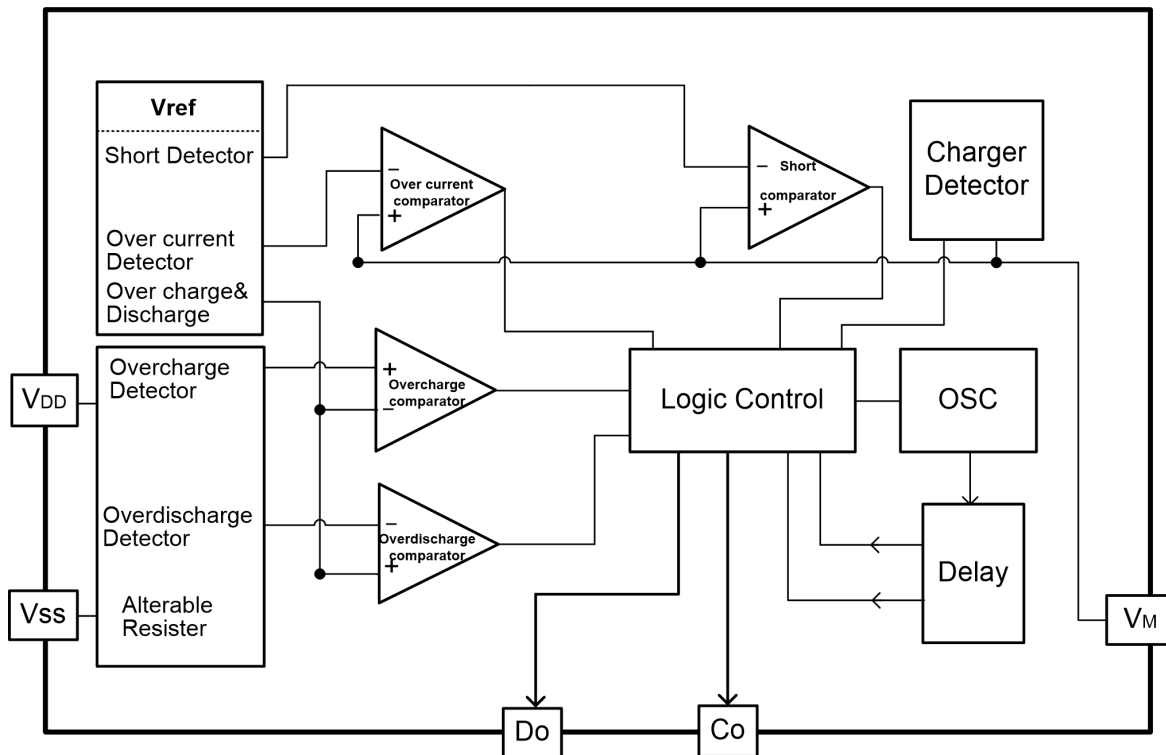 Vref
Short Detector
Over current
Detector
Over charge&
Discharge
Overcharge
Detector
Overdischarge
Detector
Alterable
Resister
VDD
Vss
−
Over current
comparator
+
−
Short
comparator
+
Charger
Detector
+
Overcharge
comparator
−
−
Overdischarge
comparator
+
Logic Control
OSC
Delay
VM
Do
Co